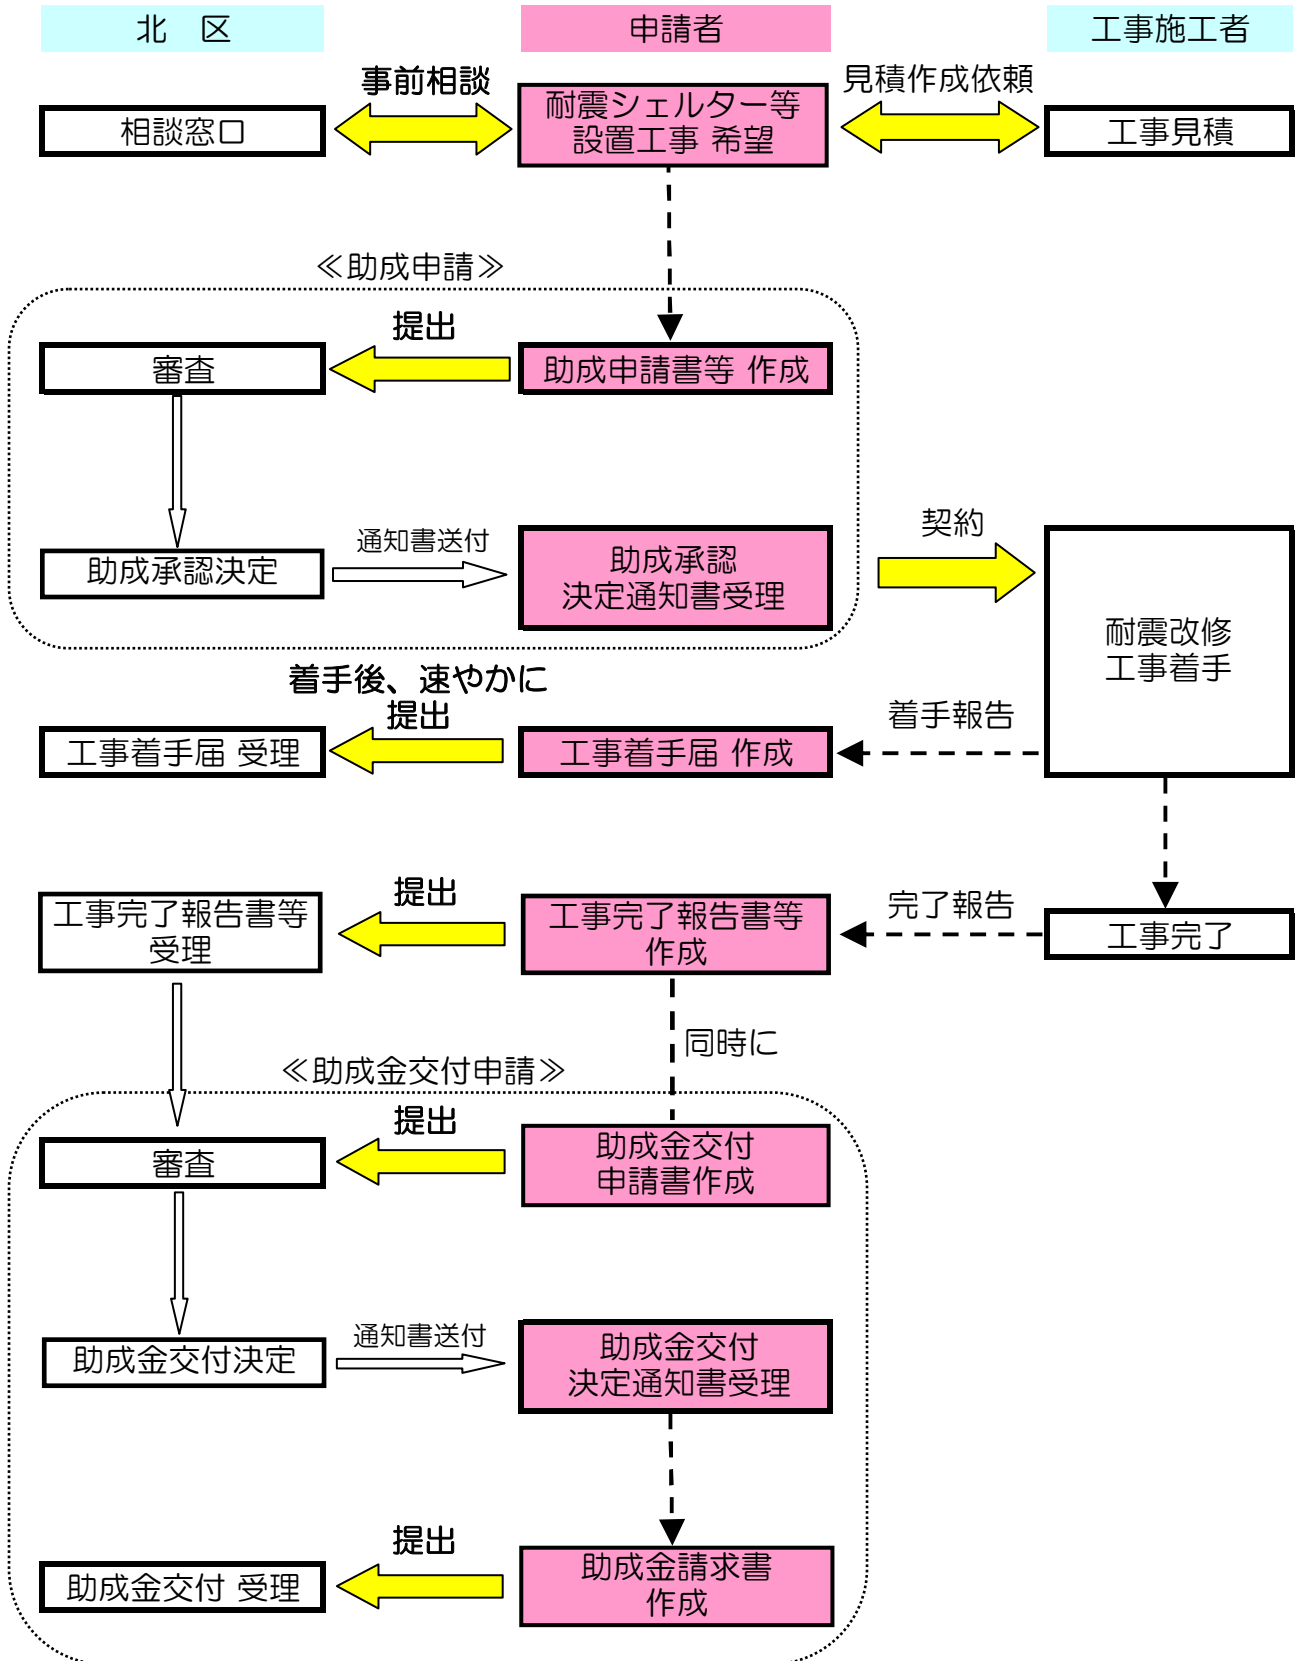 北　区
申請者
工事施工者
事前相談
見積作成依頼
相談窓口
耐震シェルター等
設置工事 希望
工事見積
≪助成申請≫
提出
審査
助成申請書等 作成
契約
通知書送付
助成承認決定
助成承認
決定通知書受理
耐震改修
工事着手
着手後、速やかに
提出
着手報告
工事着手届 受理
工事着手届 作成
提出
完了報告
工事完了報告書等
受理
工事完了報告書等
作成
工事完了
同時に
≪助成金交付申請≫
提出
審査
助成金交付
申請書作成
通知書送付
助成金交付決定
助成金交付
決定通知書受理
提出
助成金交付 受理
助成金請求書
作成